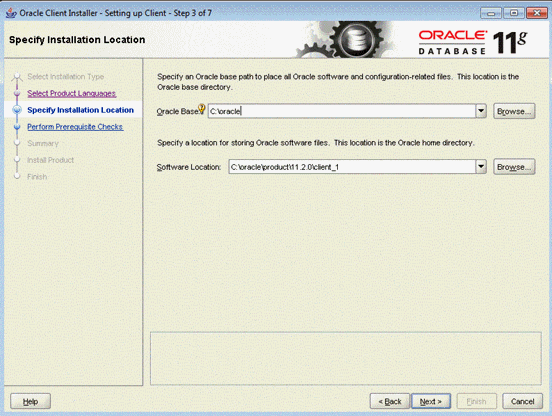 Oracle Client Installer - Setting up Client - Step 3 of 7
Specify Installation Location
ORACLE
DATABASE 11g
Select Installation Type
Select Product Languages
Specify Installation Location
Perform Prerequisite Checks
Summary
Install Product
Finish
Specify an Oracle base path to place all Oracle software and configuration-related files. This location is the
Oracle base directory.
Oracle Base: C:\oracle Browse...
Specify a location for storing Oracle software files. This location is the Oracle home directory.
Software Location: C:\oracle\product\11.2.0\client_1 Browse...
Help < Back Next > Finish Cancel